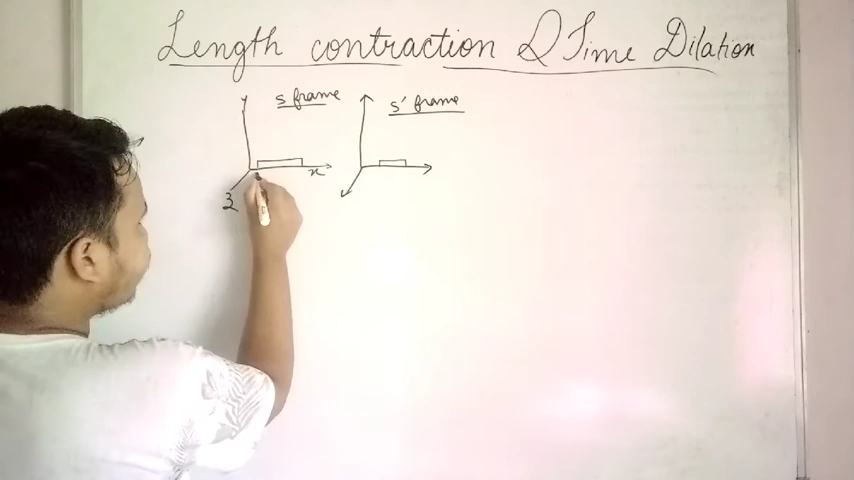 Length contraction & Time Dilation
s frame
s' frame
y
x
z